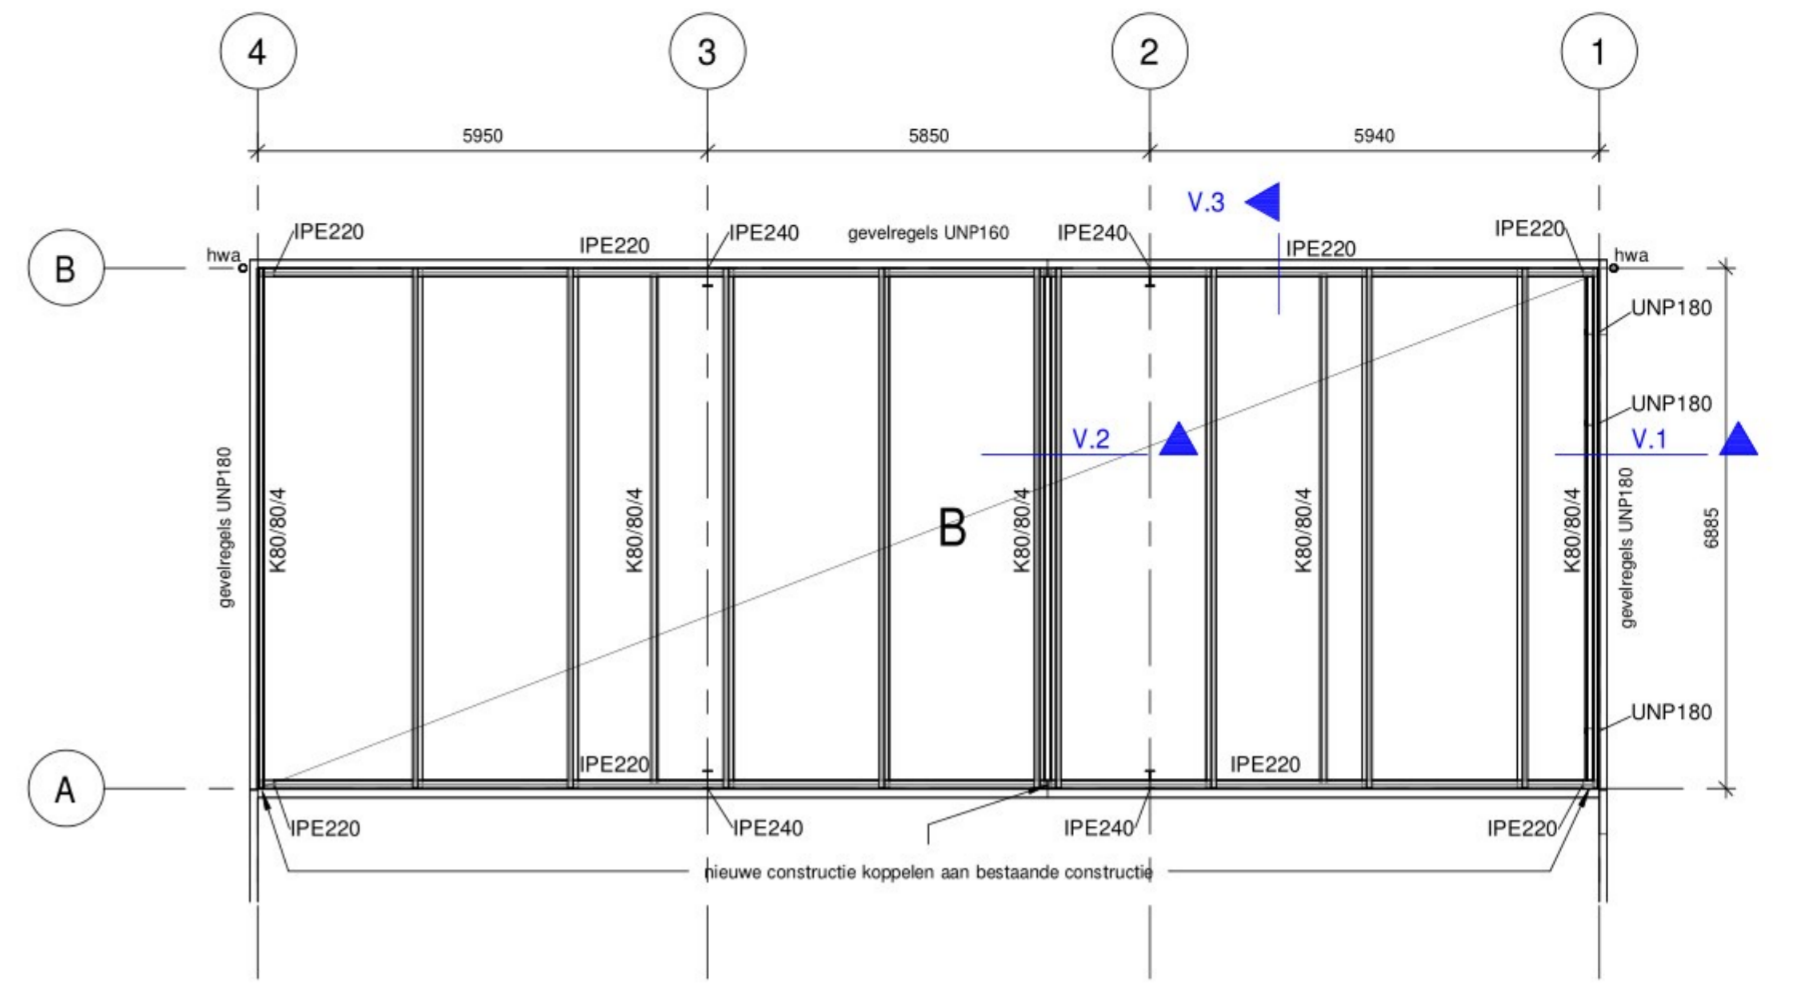 4
3
2
1
5950
5850
5940
V.3
IPE220
IPE220
IPE240
gevelregels UNP160
IPE240
IPE220
IPE220
hwa
hwa
B
UNP180
UNP180
V.2
V.1
gevelregels UNP180
K80/80/4
K80/80/4
B
K80/80/4
K80/80/4
K80/80/4
gevelregels UNP180
6885
UNP180
IPE220
IPE220
A
IPE220
IPE240
IPE240
IPE220
nieuwe constructie koppelen aan bestaande constructie